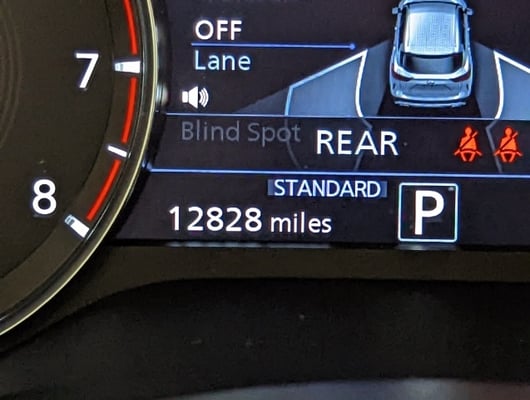 OFF
Lane
7
Blind Spot
REAR
8
STANDARD
12828 miles
P